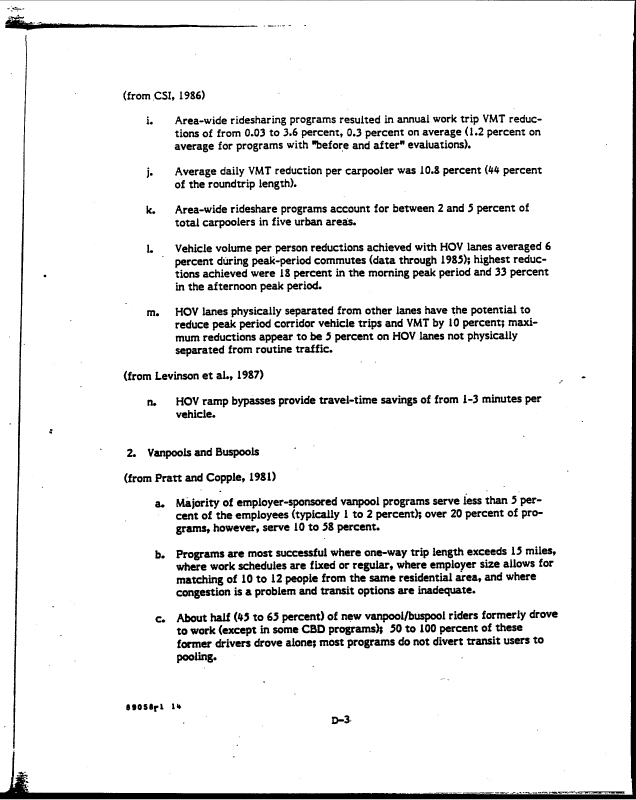 (from CSI, 1986)
i. Area-wide ridesharing programs resulted in annual work trip VMT reduc-
tions of from 0.03 to 3.6 percent, 0.3 percent on average (1.2 percent on
average for programs with "before and after" evaluations).
j. Average daily VMT reduction per carpooler was 10.8 percent (44 percent
of the roundtrip length).
k. Area-wide rideshare programs account for between 2 and 5 percent of
total carpoolers in five urban areas.
l. Vehicle volume per person reductions achieved with HOV lanes averaged 6
percent during peak-period commutes (data through 1985); highest reduc-
tions achieved were 18 percent in the morning peak period and 33 percent
in the afternoon peak period.
m. HOV lanes physically separated from other lanes have the potential to
reduce peak period corridor vehicle trips and VMT by 10 percent; maxi-
mum reductions appear to be 5 percent on HOV lanes not physically
separated from routine traffic.
(from Levinson et al., 1987)
n. HOV ramp bypasses provide travel-time savings of from 1-3 minutes per
vehicle.
2. Vanpools and Buspools
(from Pratt and Copple, 1981)
a. Majority of employer-sponsored vanpool programs serve less than 5 per-
cent of the employees (typically 1 to 2 percent); over 20 percent of pro-
grams, however, serve 10 to 58 percent.
b. Programs are most successful where one-way trip length exceeds 15 miles,
where work schedules are fixed or regular, where employer size allows for
matching of 10 to 12 people from the same residential area, and where
congestion is a problem and transit options are inadequate.
c. About half (45 to 65 percent) of new vanpool/buspool riders formerly drove
to work (except in some CBD programs); 50 to 100 percent of these
former drivers drove alone; most programs do not divert transit users to
pooling.
89058r1 14
D-3